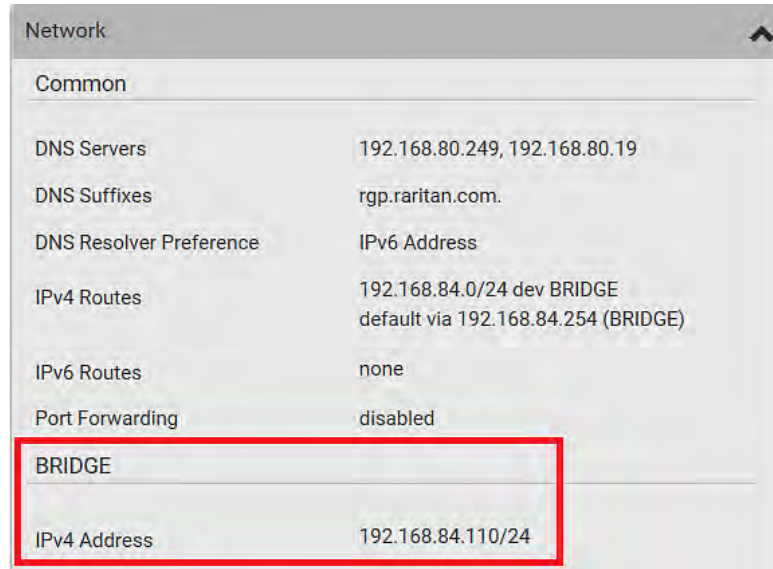 Network
Common
DNS Servers 192.168.80.249, 192.168.80.19
DNS Suffixes rgp.raritan.com.
DNS Resolver Preference IPv6 Address
IPv4 Routes 192.168.84.0/24 dev BRIDGE
default via 192.168.84.254 (BRIDGE)
IPv6 Routes none
Port Forwarding disabled
BRIDGE
IPv4 Address 192.168.84.110/24